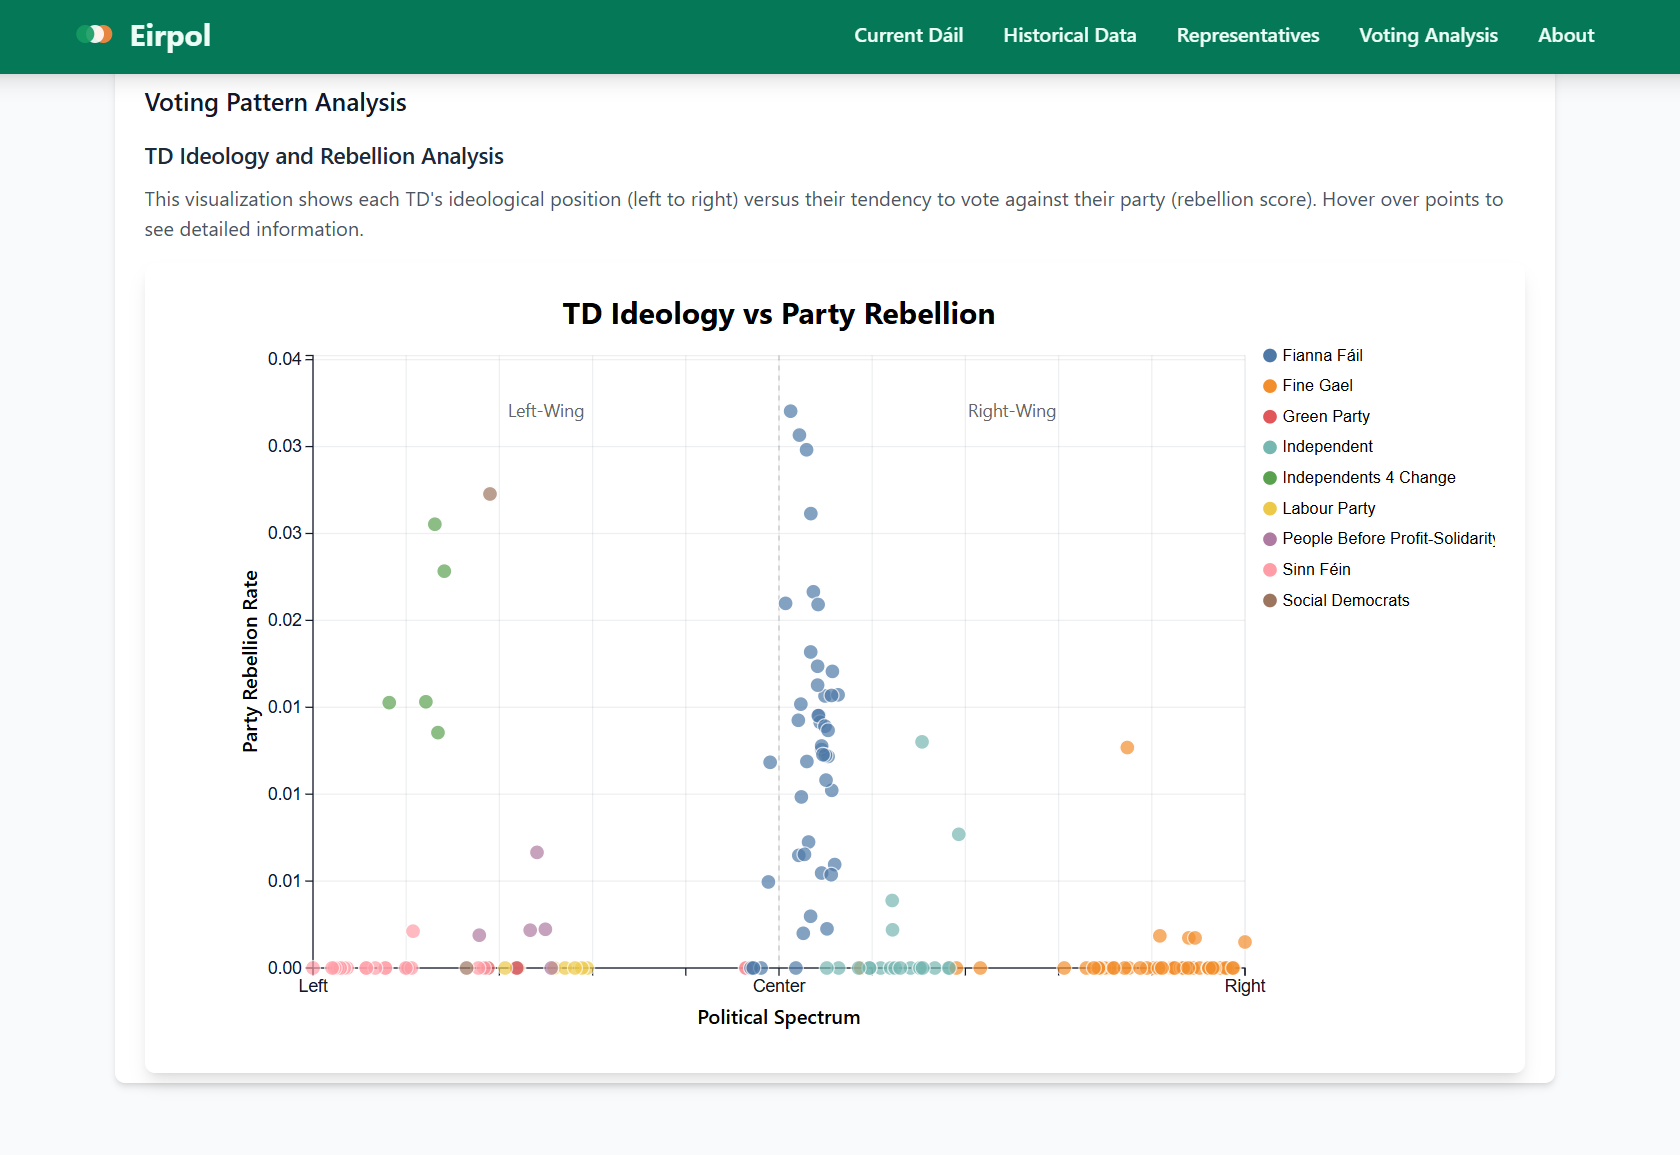 Eirpol
Current Dáil
Historical Data
Representatives
Voting Analysis
About
Voting Pattern Analysis
TD Ideology and Rebellion Analysis
This visualization shows each TD's ideological position (left to right) versus their tendency to vote against their party (rebellion score). Hover over points to
see detailed information.
TD Ideology vs Party Rebellion
Left-Wing
Right-Wing
Party Rebellion Rate
0.04
0.03
0.03
0.02
0.01
0.01
0.01
0.00
Left
Center
Right
Political Spectrum
Fianna Fáil
Fine Gael
Green Party
Independent
Independents 4 Change
Labour Party
People Before Profit-Solidarity
Sinn Féin
Social Democrats